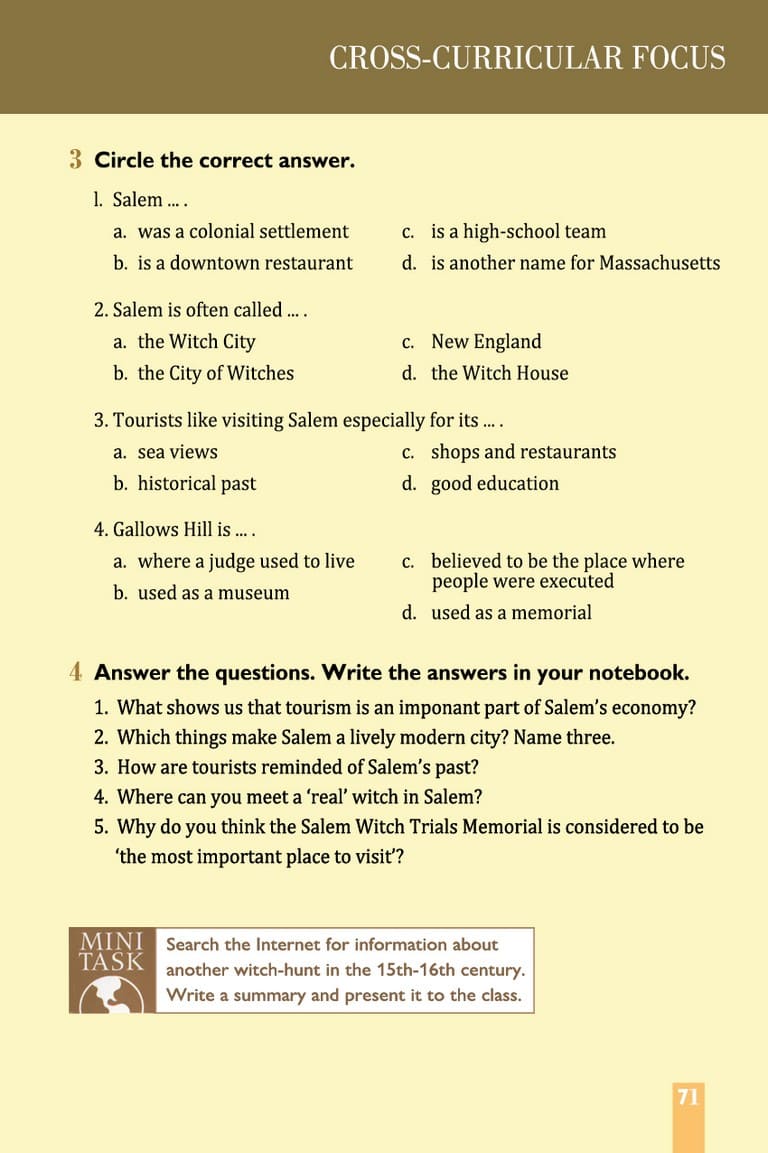 CROSS-CURRICULAR FOCUS
3 Circle the correct answer.
l. Salem ... .
a. was a colonial settlement
b. is a downtown restaurant
c. is a high-school team
d. is another name for Massachusetts
2. Salem is often called ... .
a. the Witch City
b. the City of Witches
c. New England
d. the Witch House
3. Tourists like visiting Salem especially for its ... .
a. sea views
b. historical past
c. shops and restaurants
d. good education
4. Gallows Hill is ... .
a. where a judge used to live
b. used as a museum
c. believed to be the place where
people were executed
d. used as a memorial
4 Answer the questions. Write the answers in your notebook.
1. What shows us that tourism is an imponant part of Salem's economy?
2. Which things make Salem a lively modern city? Name three.
3. How are tourists reminded of Salem's past?
4. Where can you meet a 'real' witch in Salem?
5. Why do you think the Salem Witch Trials Memorial is considered to be
'the most important place to visit'?
MINI
TASK
Search the Internet for information about
another witch-hunt in the 15th-16th century.
Write a summary and present it to the class.
71